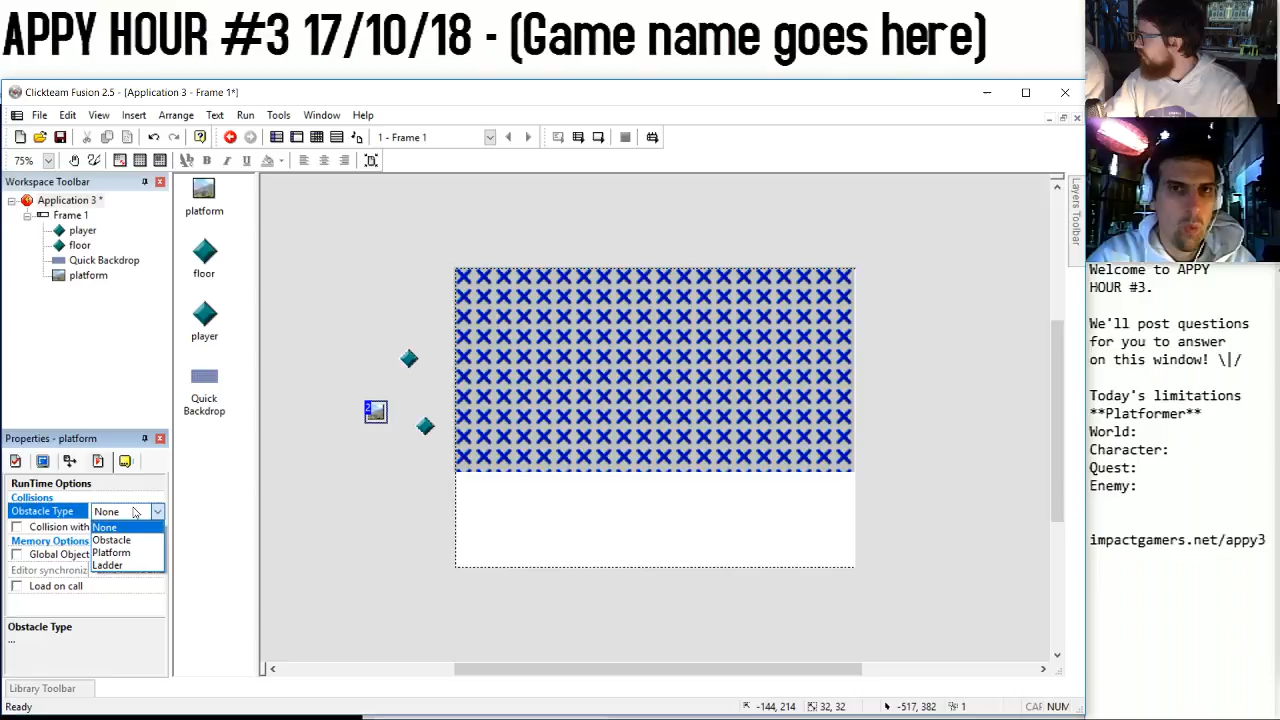 APPY HOUR #3 17/10/18 - (Game name goes here)
Clickteam Fusion 2.5 - [Application 3 - Frame 1*]
File Edit View Insert Arrange Text Run Tools Window Help
1 - Frame 1
75%
B I U
Workspace Toolbar
Application 3 *
Frame 1
player
floor
Quick Backdrop
platform
platform
floor
player
Quick
Backdrop
Layers Toolbar
2
Properties - platform
RunTime Options
Collisions
Obstacle Type None
Collision with
None
Obstacle
Platform
Ladder
Memory Options
Global Object
Editor synchroniz
Load on call
Obstacle Type
...
Library Toolbar
Ready
-144, 214
32, 32
-517, 382
1
CAF NUM
Welcome to APPY
HOUR #3.
We'll post questions
for you to answer
on this window! \|/
Today's limitations
**Platformer**
World:
Character:
Quest:
Enemy:
impactgamers.net/appy3